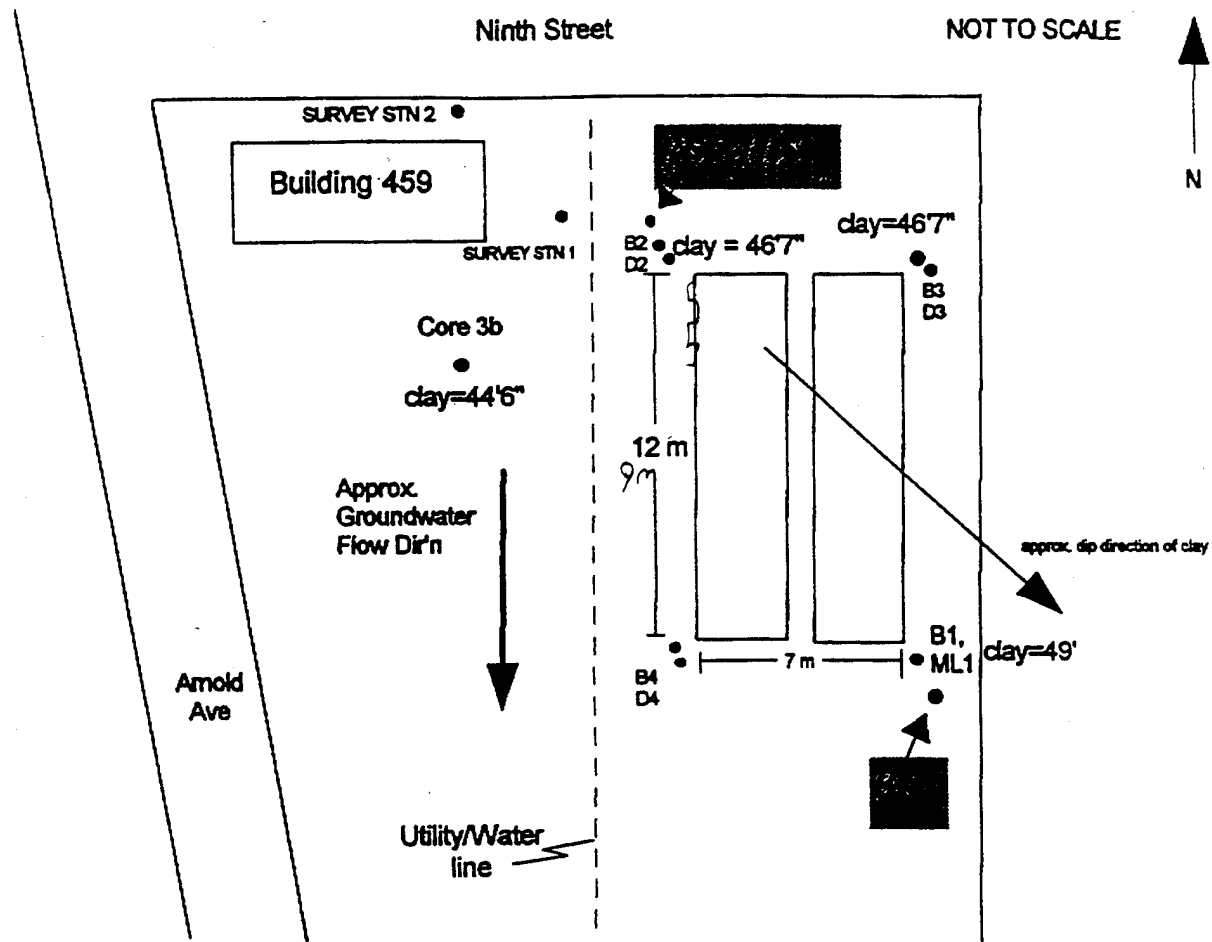 Ninth Street
NOT TO SCALE
N
SURVEY STN 2
Building 459
SURVEY STN 1
B2
D2
clay = 46'7"
clay=46'7"
B3
D3
Core 3b
clay=44'6"
12 m
9m
Approx.
Groundwater
Flow Dir'n
approx. dip direction of clay
B1,
ML1
clay=49'
7 m
B4
D4
Arnold
Ave
Utility/Water
line